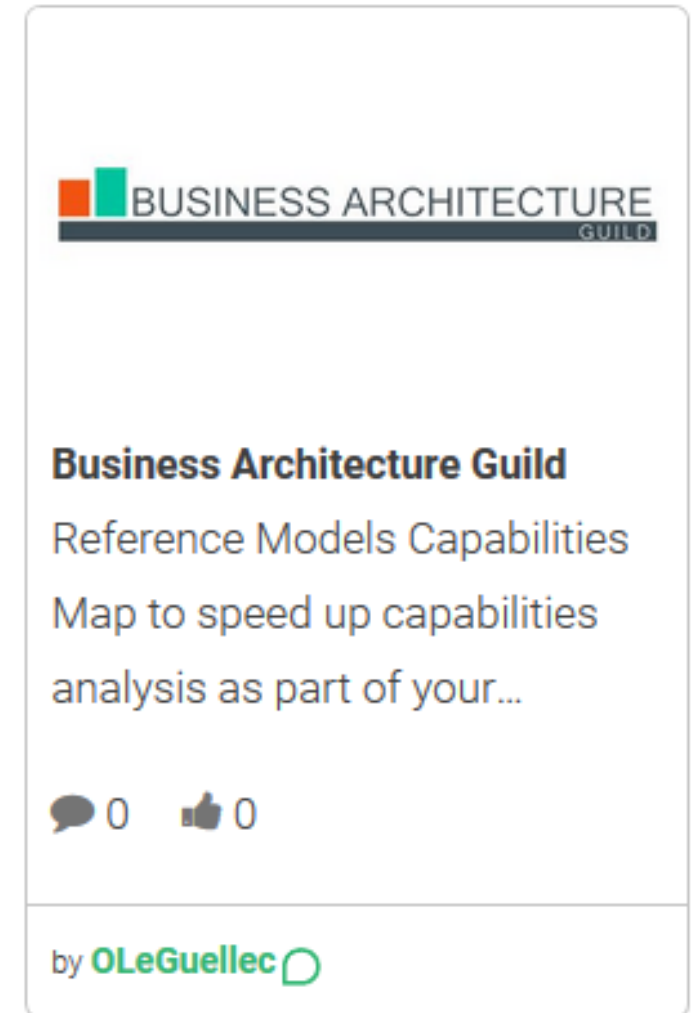 BUSINESS ARCHITECTURE
GUILD
Business Architecture Guild
Reference Models Capabilities
Map to speed up capabilities
analysis as part of your...
0 0
by OLeGuellec